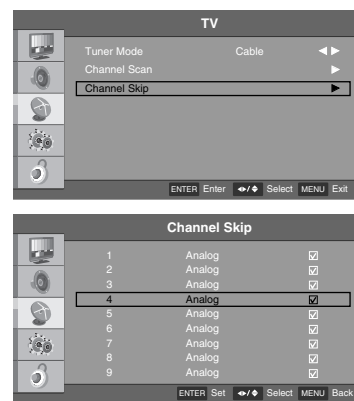 TV
Tuner Mode Cable
Channel Scan
Channel Skip
ENTER Enter Select MENU Exit
Channel Skip
1 Analog
2 Analog
3 Analog
4 Analog
5 Analog
6 Analog
7 Analog
8 Analog
9 Analog
ENTER Set Select MENU Back